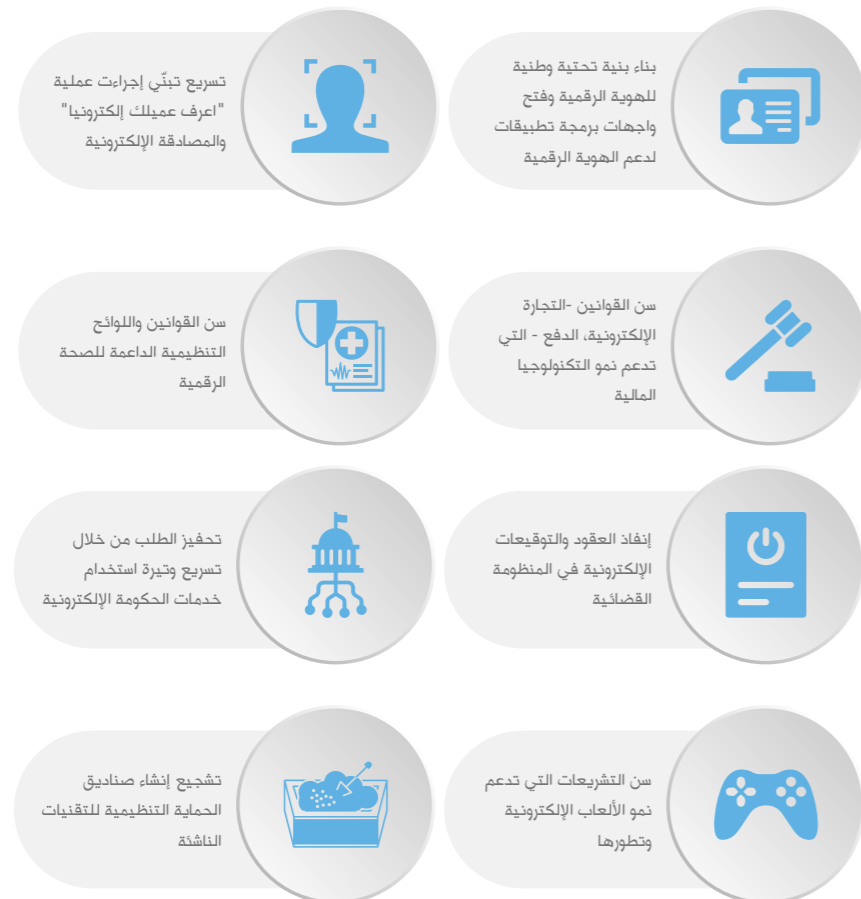 بناء بنية تحتية وطنية
للهوية الرقمية وفتح
واجهات برمجة تطبيقات
لدعم الهوية الرقمية
تسريع تبنّي إجراءت عملية
"اعرف عميلك إلكترونيا"
والمصادقة الإلكترونية
سن القوانين -التجارة
الإلكترونية، الدفع - التي
تدعم نمو التكنولوجيا
المالية
سن القوانين واللوائح
التنظيمية الداعمة للصحة
الرقمية
إنفاذ العقود والتوقيعات
الإلكترونية في المنظومة
القضائية
تحفيز الطلب من خلال
تسريع وتيرة استخدام
خدمات الحكومة الإلكترونية
سن التشريعات التي تدعم
نمو الألعاب الإلكترونية
وتطورها
تشجيع إنشاء صناديق
الحماية التنظيمية للتقنيات
الناشئة